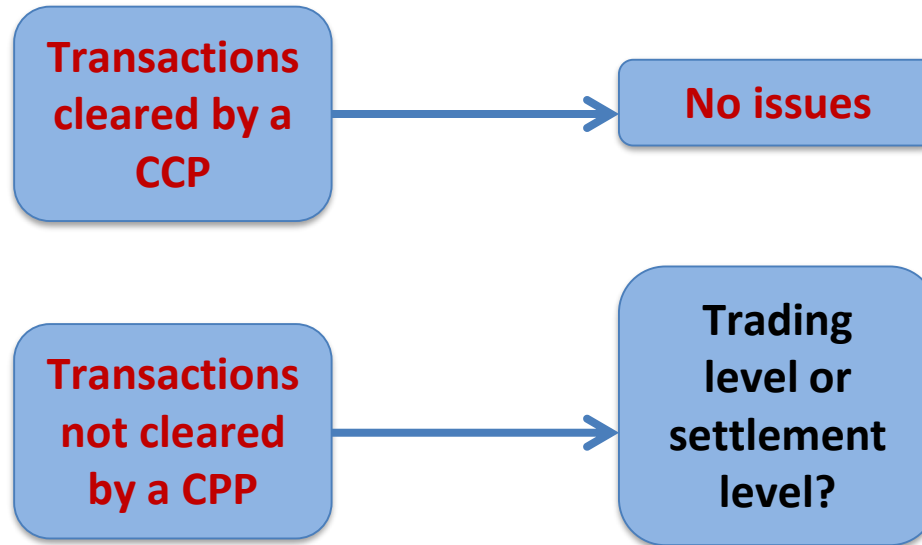 Transactions
cleared by a
CCP
No issues
Transactions
not cleared
by a CPP
Trading
level or
settlement
level?